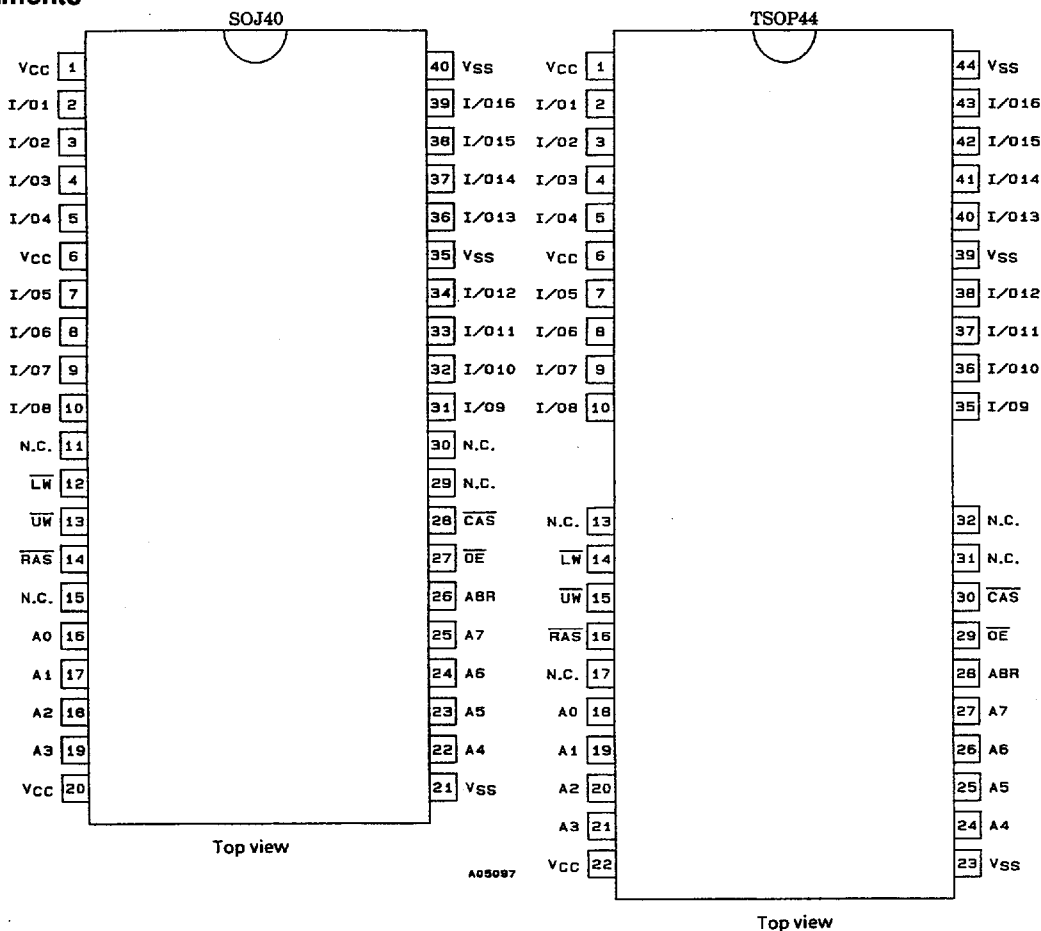 SOJ40
VCC 1 40 VSS
I/O1 2 39 I/O16
I/O2 3 38 I/O15
I/O3 4 37 I/O14
I/O4 5 36 I/O13
VCC 6 35 VSS
I/O5 7 34 I/O12
I/O6 8 33 I/O11
I/O7 9 32 I/O10
I/O8 10 31 I/O9
N.C. 11 30 N.C.
LW 12 29 N.C.
UW 13 28 CAS
RAS 14 27 OE
N.C. 15 26 A8R
A0 16 25 A7
A1 17 24 A6
A2 18 23 A5
A3 19 22 A4
VCC 20 21 VSS
Top view
A05097
TSOP44
VCC 1 44 VSS
I/O1 2 43 I/O16
I/O2 3 42 I/O15
I/O3 4 41 I/O14
I/O4 5 40 I/O13
VCC 6 39 VSS
I/O5 7 38 I/O12
I/O6 8 37 I/O11
I/O7 9 36 I/O10
I/O8 10 35 I/O9
N.C. 13 32 N.C.
LW 14 31 N.C.
UW 15 30 CAS
RAS 16 29 OE
N.C. 17 28 A8R
A0 18 27 A7
A1 19 26 A6
A2 20 25 A5
A3 21 24 A4
VCC 22 23 VSS
Top view